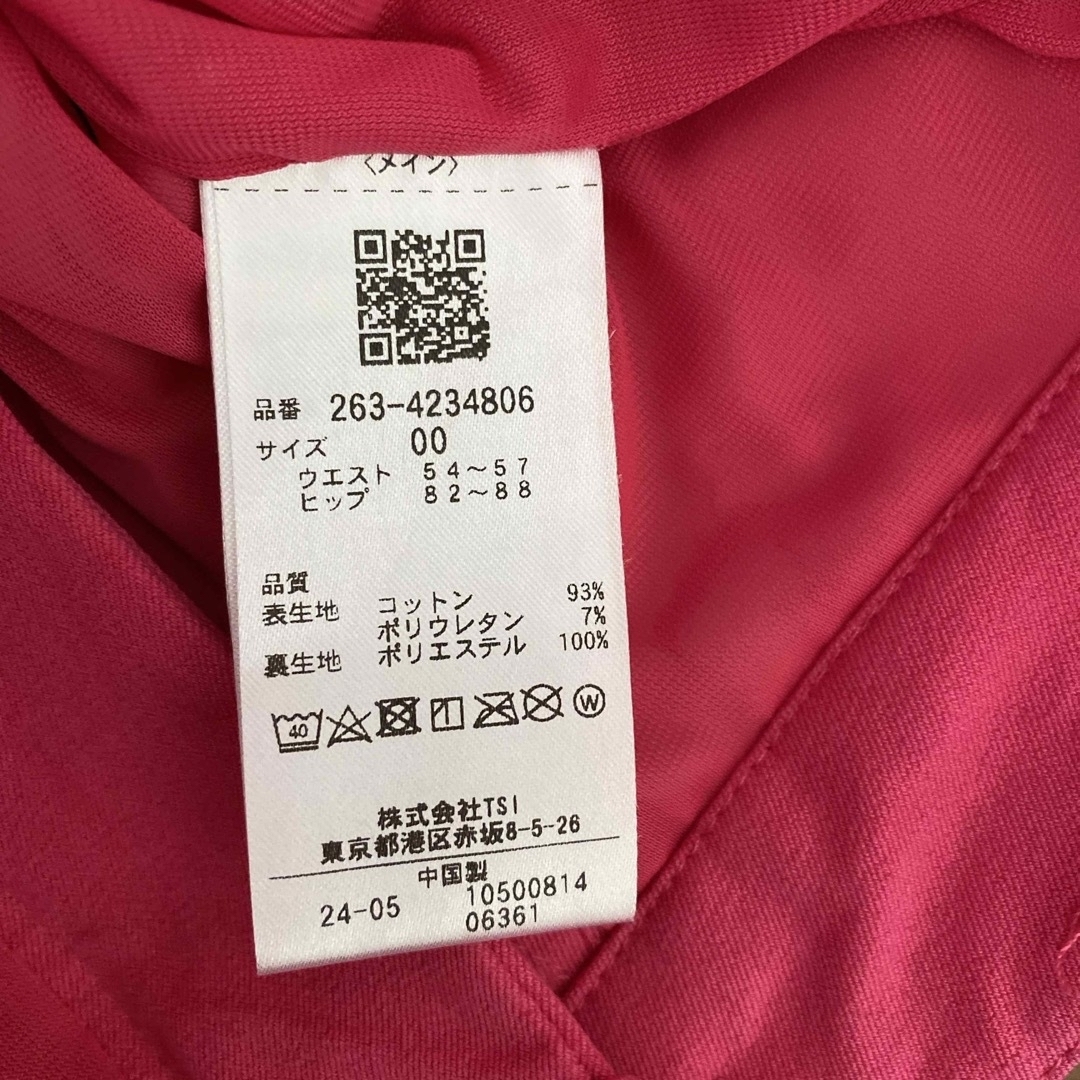 〈メイン〉
品番 263-4234806
サイズ 00
ウエスト 54～57
ヒップ 82～88
品質
表生地 コットン 93%
ポリウレタン 7%
裏生地 ポリエステル 100%
40 W
株式会社TSI
東京都港区赤坂8-5-26
中国製
24-05 10500814
06361